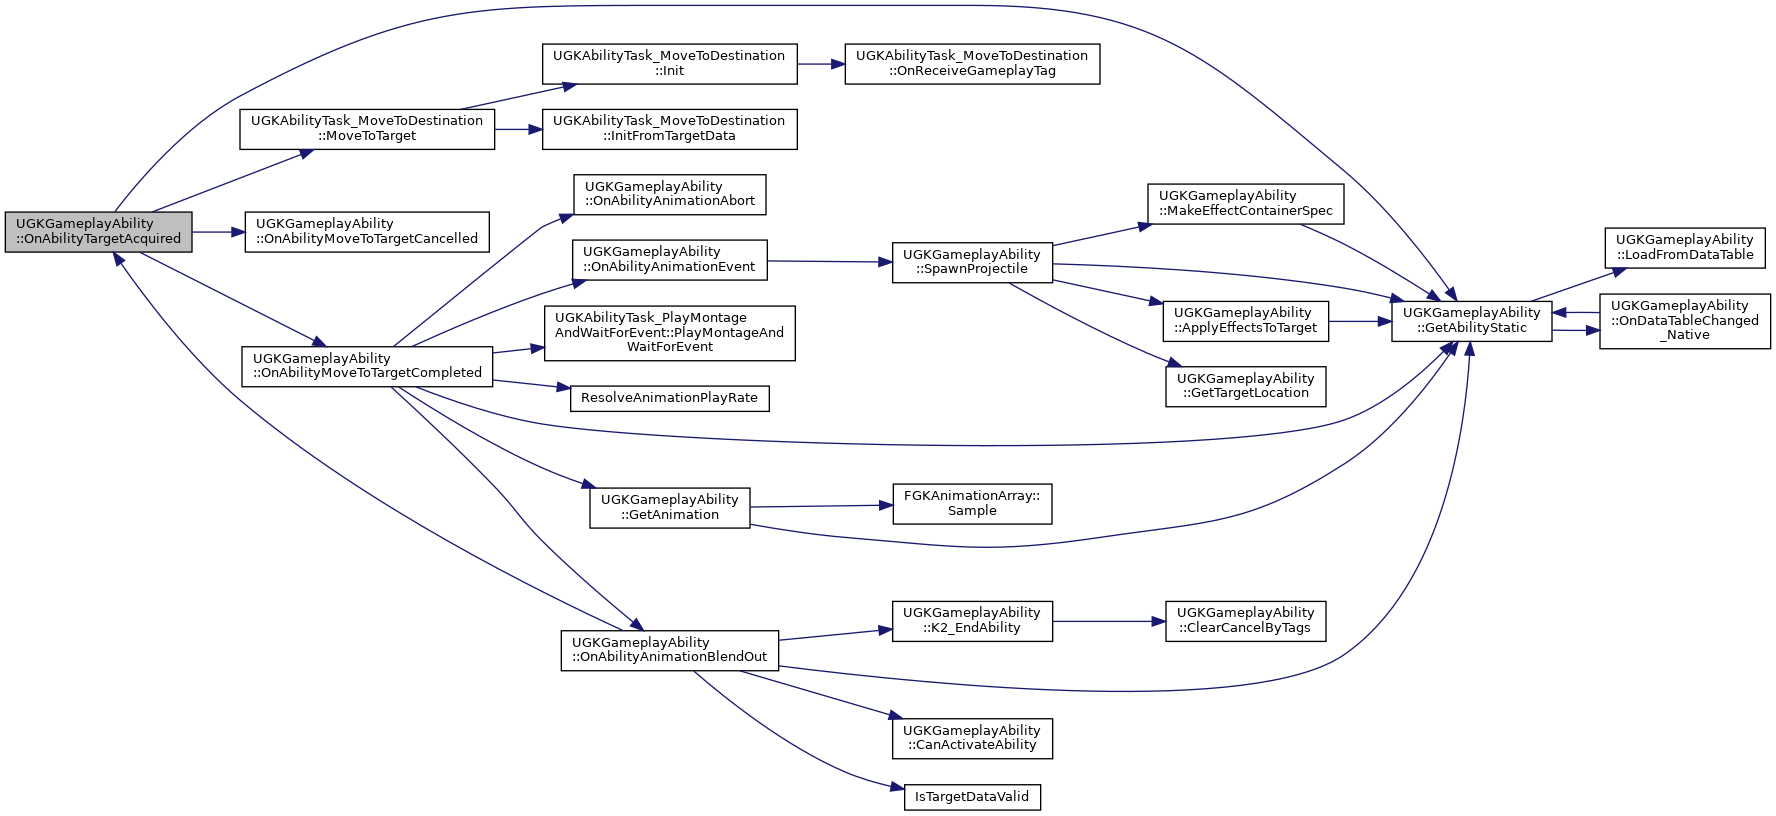 UGKAbilityTask_MoveToDestination
::Init
UGKAbilityTask_MoveToDestination
::OnReceiveGameplayTag
UGKAbilityTask_MoveToDestination
::MoveToTarget
UGKAbilityTask_MoveToDestination
::InitFromTargetData
UGKGameplayAbility
::OnAbilityTargetAcquired
UGKGameplayAbility
::OnAbilityMoveToTargetCancelled
UGKGameplayAbility
::OnAbilityAnimationAbort
UGKGameplayAbility
::OnAbilityAnimationEvent
UGKGameplayAbility
::SpawnProjectile
UGKGameplayAbility
::MakeEffectContainerSpec
UGKGameplayAbility
::ApplyEffectsToTarget
UGKGameplayAbility
::GetTargetLocation
UGKGameplayAbility
::GetAbilityStatic
UGKGameplayAbility
::LoadFromDataTable
UGKGameplayAbility
::OnDataTableChanged
_Native
UGKAbilityTask_PlayMontage
AndWaitForEvent::PlayMontageAnd
WaitForEvent
UGKGameplayAbility
::OnAbilityMoveToTargetCompleted
ResolveAnimationPlayRate
UGKGameplayAbility
::GetAnimation
FGKAnimationArray::
Sample
UGKGameplayAbility
::OnAbilityAnimationBlendOut
UGKGameplayAbility
::K2_EndAbility
UGKGameplayAbility
::ClearCancelByTags
UGKGameplayAbility
::CanActivateAbility
IsTargetDataValid